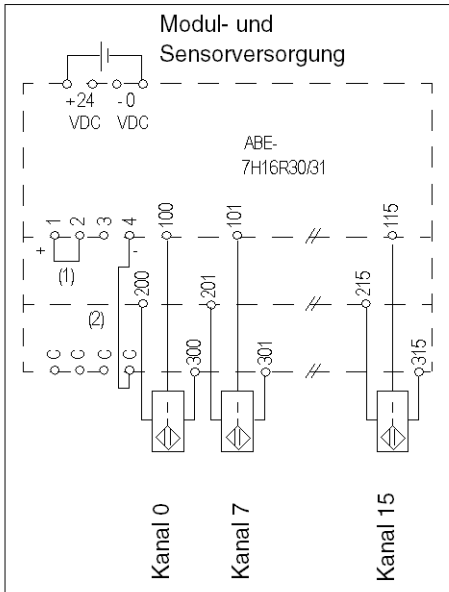 Modul- und
Sensorversorgung
+24 -0
VDC VDC
ABE-
7H16R30/31
1 2 3 4 100 101 115
+ -
(1)
200 201 215
(2)
C C C C 300 301 315
Kanal 0 Kanal 7 Kanal 15